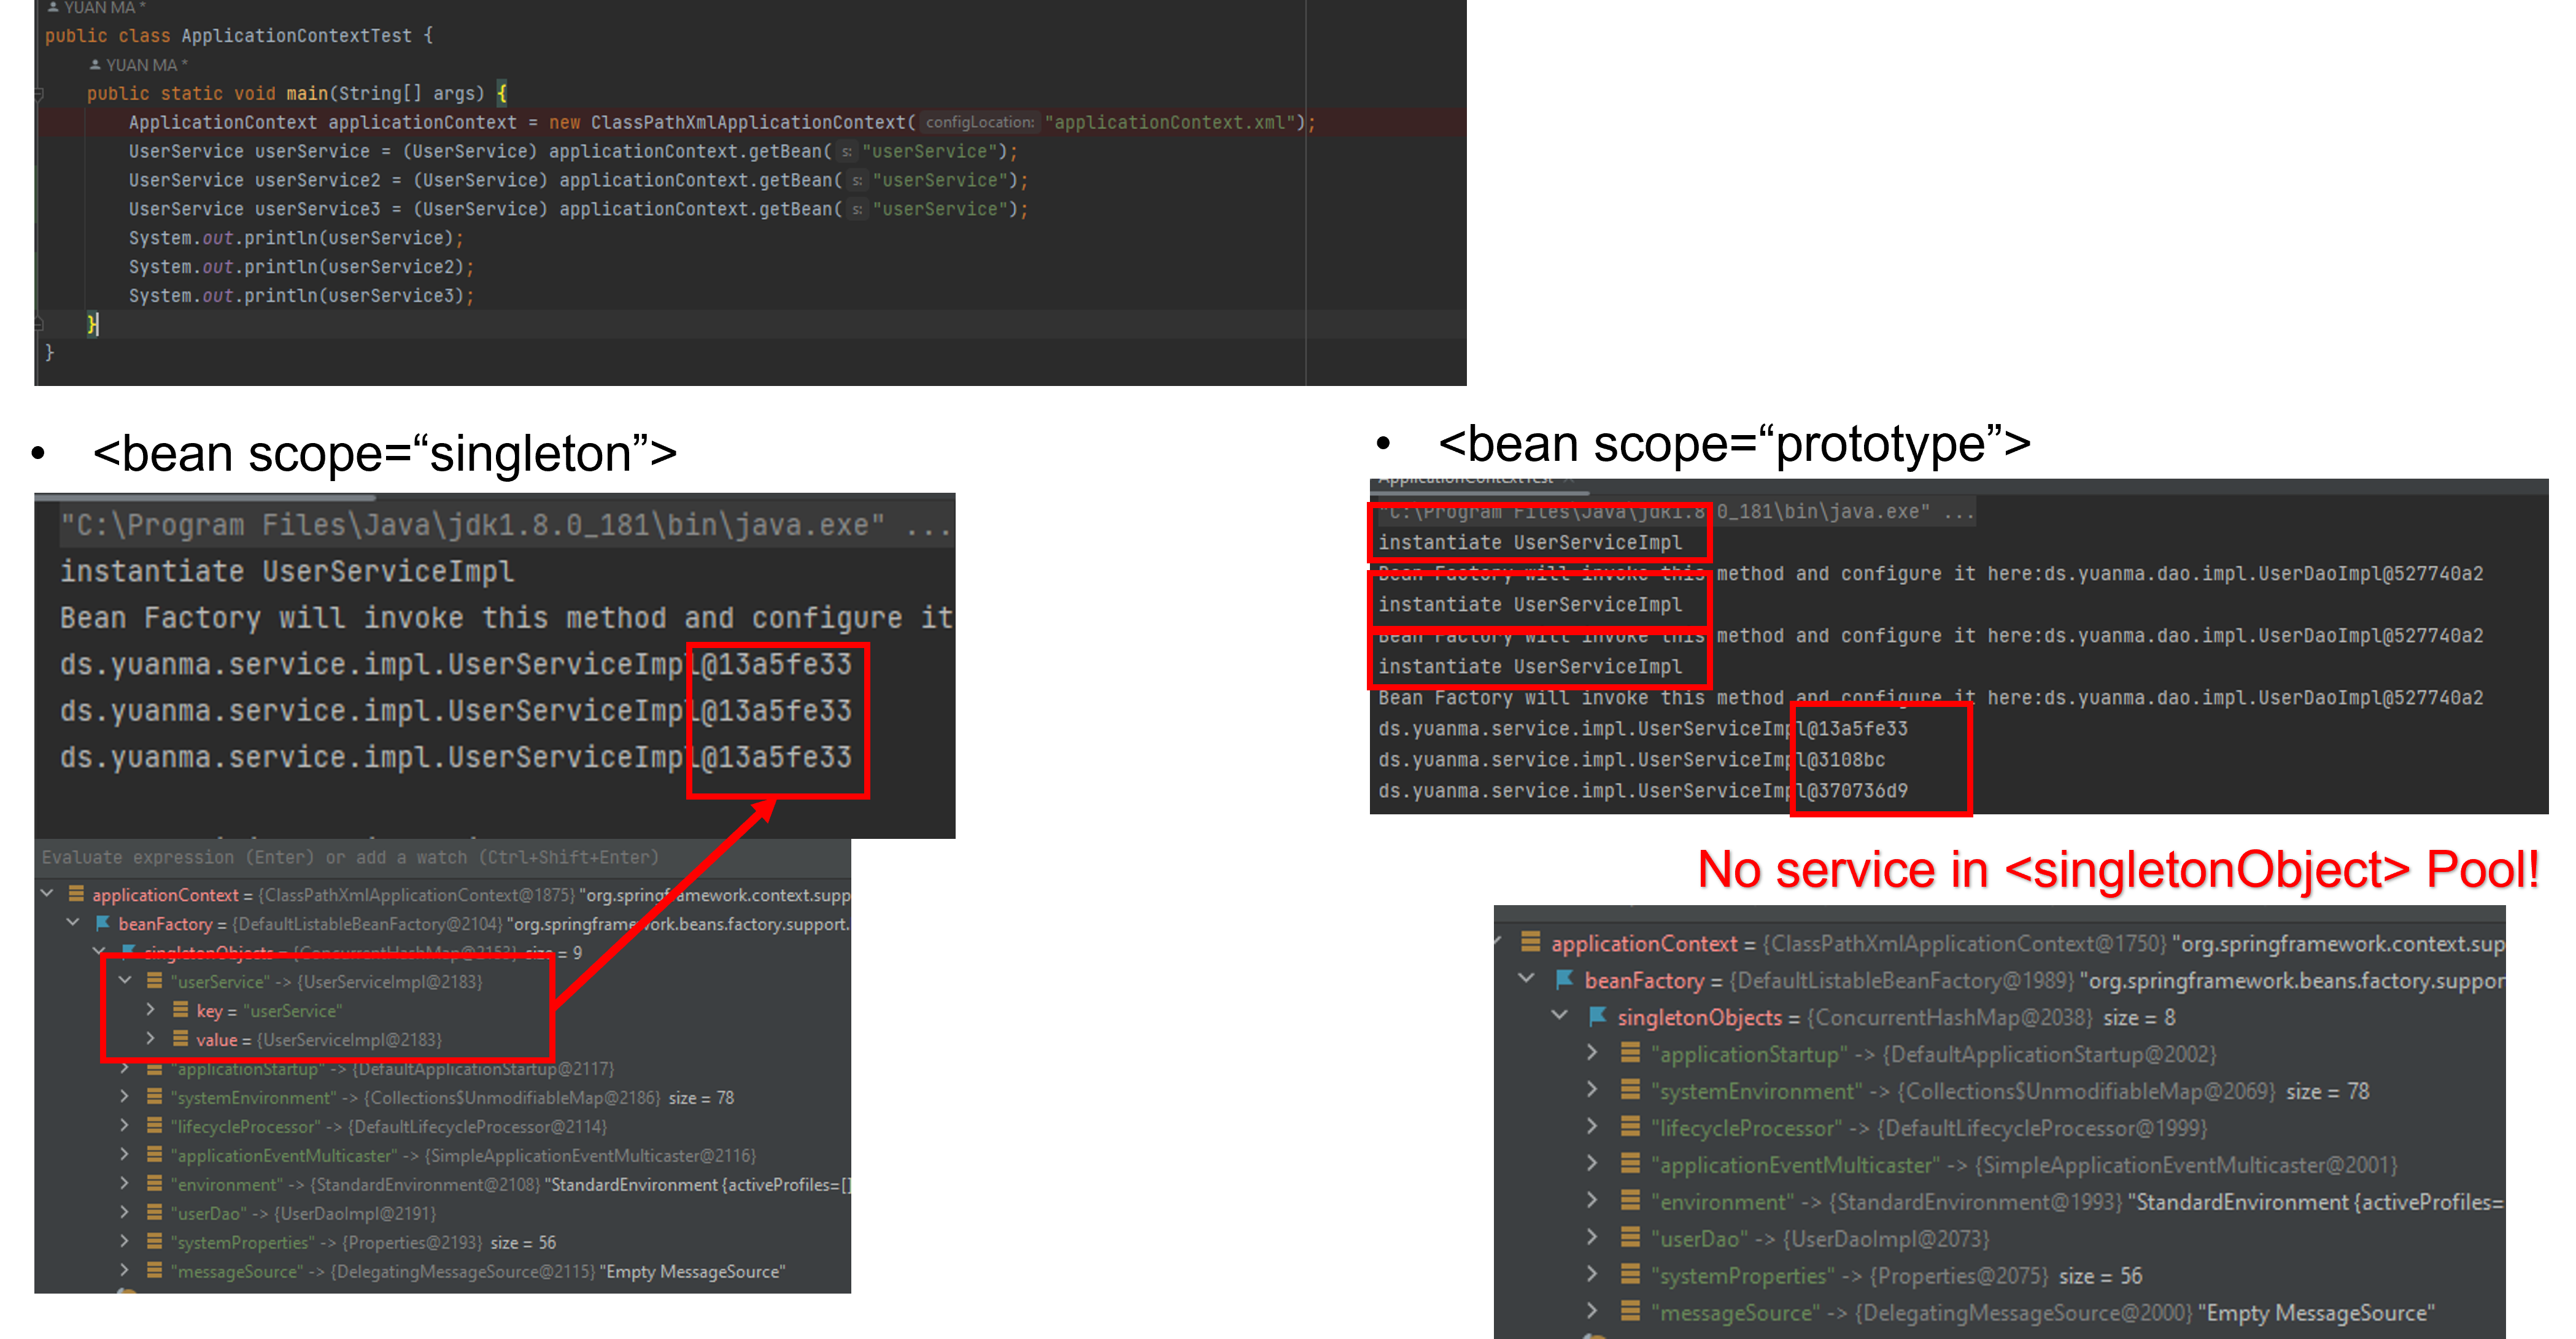 YUAN MA *
public class ApplicationContextTest {
YUAN MA *
public static void main(String[] args) {
ApplicationContext applicationContext = new ClassPathXmlApplicationContext( configLocation: "applicationContext.xml");
UserService userService = (UserService) applicationContext.getBean( s: "userService");
UserService userService2 = (UserService) applicationContext.getBean( s: "userService");
UserService userService3 = (UserService) applicationContext.getBean( s: "userService");
System.out.println(userService);
System.out.println(userService2);
System.out.println(userService3);
}
}
• <bean scope=“singleton”>
"C:\Program Files\Java\jdk1.8.0_181\bin\java.exe" ...
instantiate UserServiceImpl
Bean Factory will invoke this method and configure it
ds.yuanma.service.impl.UserServiceImpl@13a5fe33
ds.yuanma.service.impl.UserServiceImpl@13a5fe33
ds.yuanma.service.impl.UserServiceImpl@13a5fe33
Evaluate expression (Enter) or add a watch (Ctrl+Shift+Enter)
applicationContext = {ClassPathXmlApplicationContext@1875} "org.springframework.context.supp
beanFactory = {DefaultListableBeanFactory@2104} "org.springframework.beans.factory.support.
singletonObjects = {ConcurrentHashMap@2153} size = 9
"userService" -> {UserServiceImpl@2183}
key = "userService"
value = {UserServiceImpl@2183}
"applicationStartup" -> {DefaultApplicationStartup@2117}
"systemEnvironment" -> {Collections$UnmodifiableMap@2186} size = 78
"lifecycleProcessor" -> {DefaultLifecycleProcessor@2114}
"applicationEventMulticaster" -> {SimpleApplicationEventMulticaster@2116}
"environment" -> {StandardEnvironment@2108} "StandardEnvironment {activeProfiles=[]
"userDao" -> {UserDaoImpl@2191}
"systemProperties" -> {Properties@2193} size = 56
"messageSource" -> {DelegatingMessageSource@2115} "Empty MessageSource"
• <bean scope=“prototype”>
ApplicationContextTest ×
"C:\Program Files\Java\jdk1.8.0_181\bin\java.exe" ...
instantiate UserServiceImpl
Bean Factory will invoke this method and configure it here:ds.yuanma.dao.impl.UserDaoImpl@527740a2
instantiate UserServiceImpl
Bean Factory will invoke this method and configure it here:ds.yuanma.dao.impl.UserDaoImpl@527740a2
instantiate UserServiceImpl
Bean Factory will invoke this method and configure it here:ds.yuanma.dao.impl.UserDaoImpl@527740a2
ds.yuanma.service.impl.UserServiceImpl@13a5fe33
ds.yuanma.service.impl.UserServiceImpl@3108bc
ds.yuanma.service.impl.UserServiceImpl@370736d9
No service in <singletonObject> Pool!
applicationContext = {ClassPathXmlApplicationContext@1750} "org.springframework.context.sup
beanFactory = {DefaultListableBeanFactory@1989} "org.springframework.beans.factory.suppor
singletonObjects = {ConcurrentHashMap@2038} size = 8
"applicationStartup" -> {DefaultApplicationStartup@2002}
"systemEnvironment" -> {Collections$UnmodifiableMap@2069} size = 78
"lifecycleProcessor" -> {DefaultLifecycleProcessor@1999}
"applicationEventMulticaster" -> {SimpleApplicationEventMulticaster@2001}
"environment" -> {StandardEnvironment@1993} "StandardEnvironment {activeProfiles=
"userDao" -> {UserDaoImpl@2073}
"systemProperties" -> {Properties@2075} size = 56
"messageSource" -> {DelegatingMessageSource@2000} "Empty MessageSource"